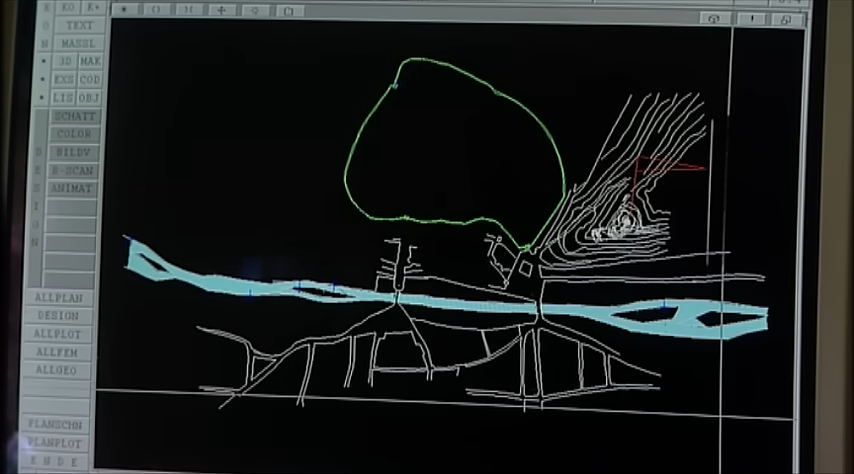 KO K+
TEXT
MASSL
3D MAK
EXS COD
LIS OBJ
SCHATT
COLOR
BILDV
B-SCAN
ANIMAT
D
E
S
I
G
N
ALLPLAN
DESIGN
ALLPLOT
ALLFEM
ALLGEO
PLANSCHN
PLANPLOT
E N D E